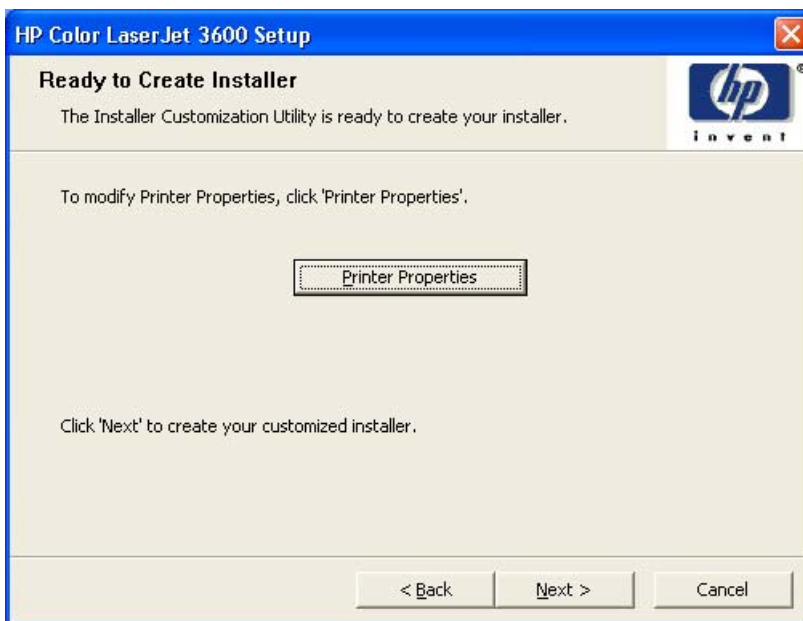 HP Color LaserJet 3600 Setup
Ready to Create Installer
The Installer Customization Utility is ready to create your installer.
hp
®
invent
To modify Printer Properties, click 'Printer Properties'.
Printer Properties
Click 'Next' to create your customized installer.
< Back
Next >
Cancel